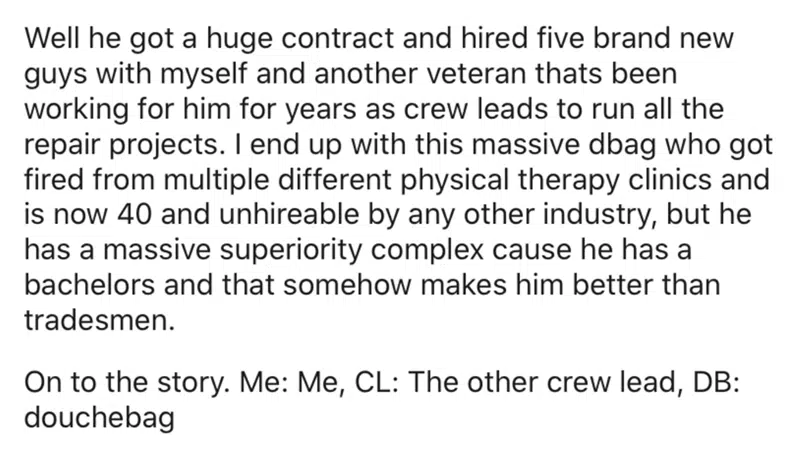 Well he got a huge contract and hired five brand new
guys with myself and another veteran thats been
working for him for years as crew leads to run all the
repair projects. I end up with this massive dbag who got
fired from multiple different physical therapy clinics and
is now 40 and unhireable by any other industry, but he
has a massive superiority complex cause he has a
bachelors and that somehow makes him better than
tradesmen.
On to the story. Me: Me, CL: The other crew lead, DB:
douchebag